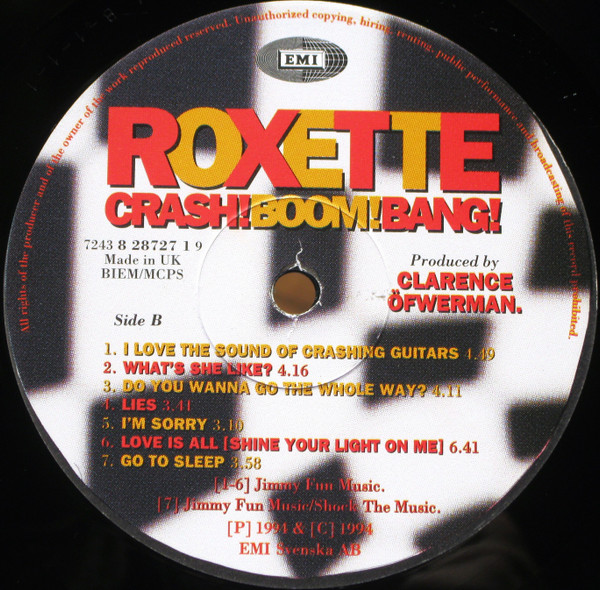 All rights of the producer and of the owner of the work reproduced reserved. Unauthorized copying, hiring, renting, public performance and broadcasting of this record prohibited.
EMI
ROXETTE
CRASH!BOOM!BANG!
7243 8 28727 1 9
Made in UK
BIEM/MCPS
Produced by
CLARENCE
ÖFWERMAN.
Side B
1. I LOVE THE SOUND OF CRASHING GUITARS 4.49
2. WHAT'S SHE LIKE? 4.16
3. DO YOU WANNA GO THE WHOLE WAY? 4.11
4. LIES 3.41
5. I'M SORRY 3.10
6. LOVE IS ALL [SHINE YOUR LIGHT ON ME] 6.41
7. GO TO SLEEP 3.58
[1-6] Jimmy Fun Music.
[7] Jimmy Fun Music/Shock The Music.
[P] 1994 & [C] 1994
EMI Svenska AB